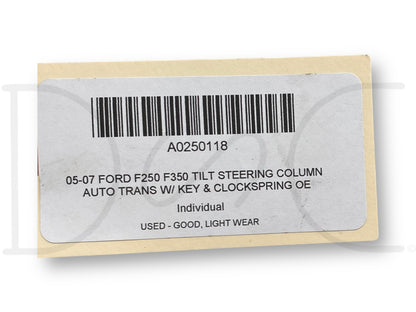 A0250118
05-07 FORD F250 F350 TILT STEERING COLUMN
AUTO TRANS W/ KEY & CLOCKSPRING OE
Individual
USED - GOOD, LIGHT WEAR